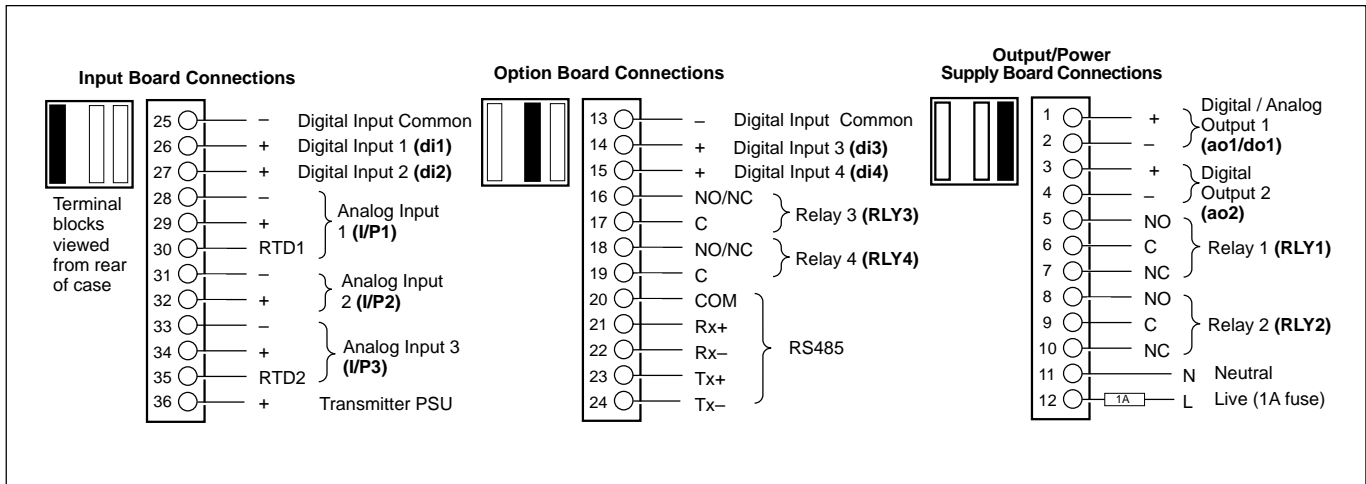 Input Board Connections
25 – Digital Input Common
26 + Digital Input 1 (di1)
27 + Digital Input 2 (di2)
28 –
29 +
30 RTD1
Analog Input
1 (I/P1)
31 –
32 +
Analog Input
2 (I/P2)
33 –
34 +
35 RTD2
Analog Input 3
(I/P3)
36 + Transmitter PSU
Terminal
blocks
viewed
from rear
of case
Option Board Connections
13 – Digital Input Common
14 + Digital Input 3 (di3)
15 + Digital Input 4 (di4)
16 NO/NC
17 C
Relay 3 (RLY3)
18 NO/NC
19 C
Relay 4 (RLY4)
20 COM
21 Rx+
22 Rx–
23 Tx+
24 Tx–
RS485
Output/Power
Supply Board Connections
1 +
2 –
Digital / Analog
Output 1
(ao1/do1)
3 +
4 –
Digital
Output 2
(ao2)
5 NO
6 C
7 NC
Relay 1 (RLY1)
8 NO
9 C
10 NC
Relay 2 (RLY2)
11 N Neutral
12 1A L Live (1A fuse)